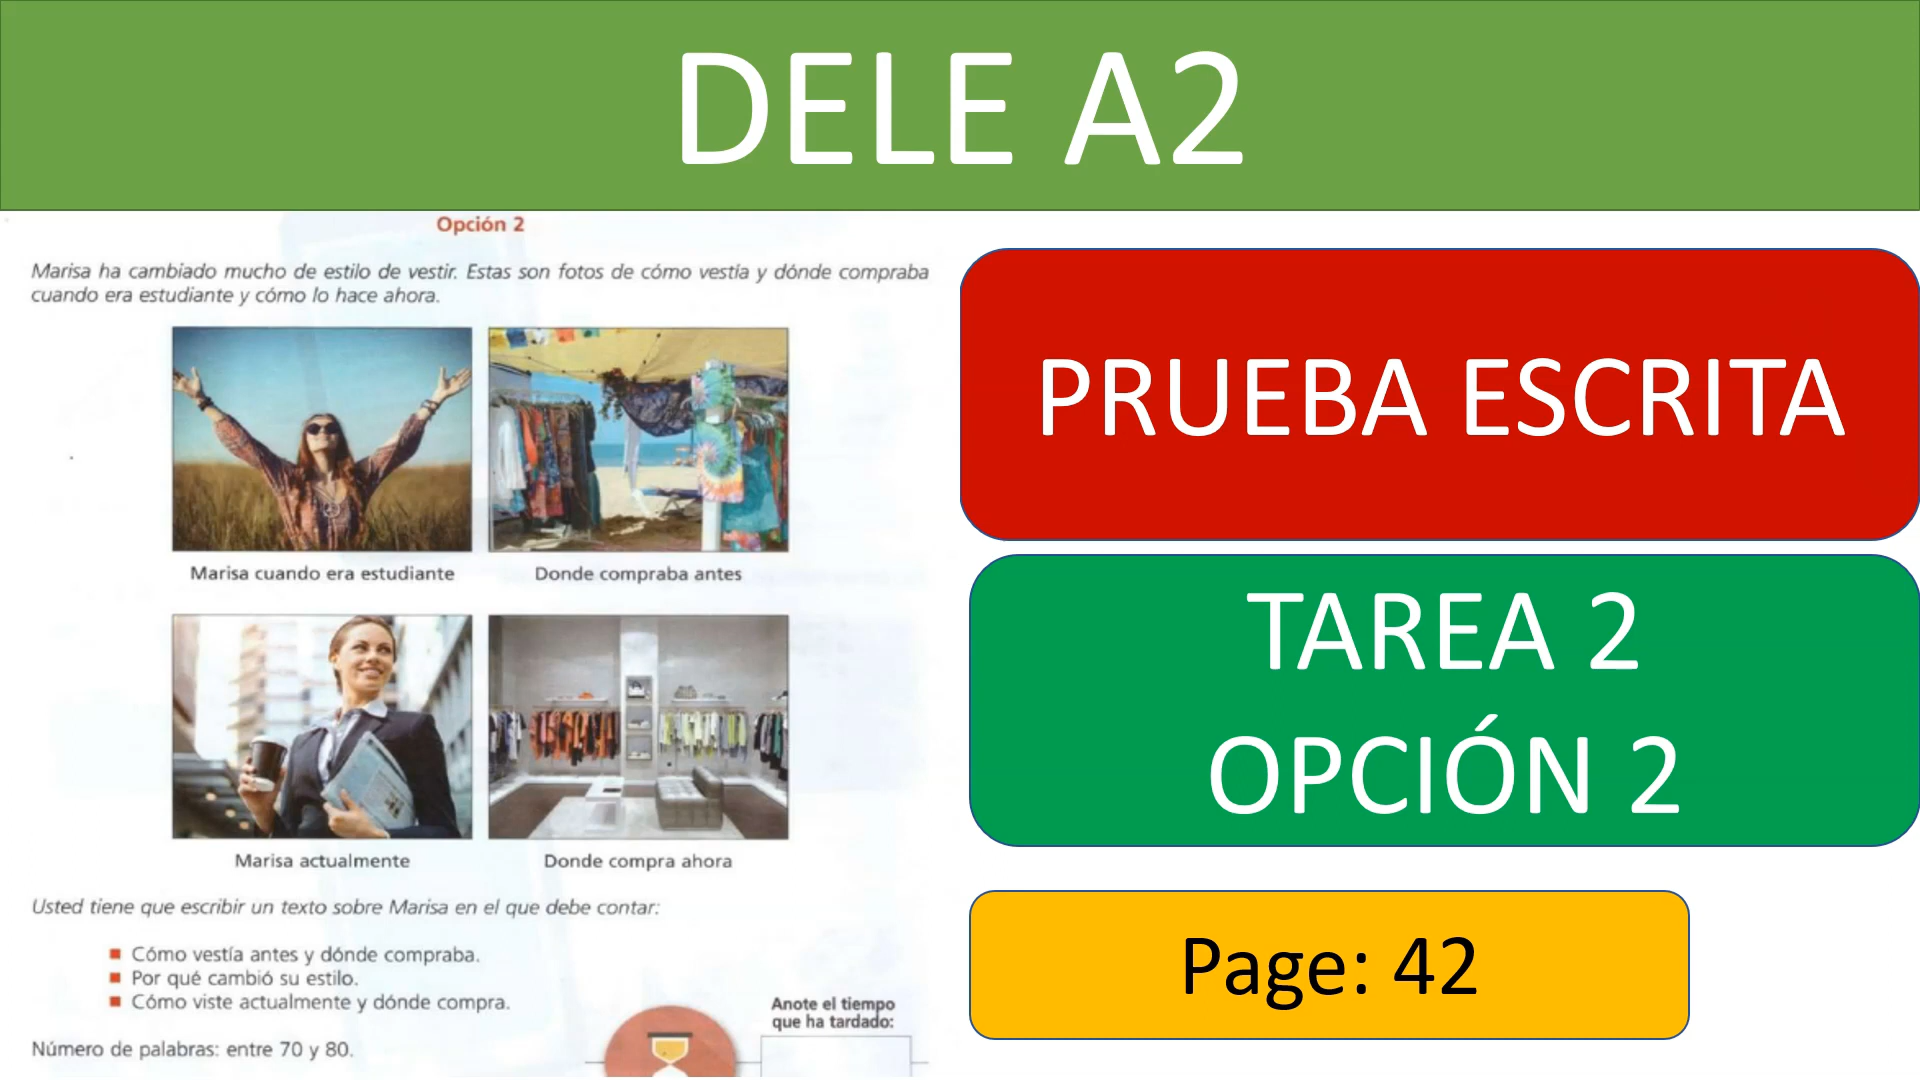 DELE A2
Opción 2
Marisa ha cambiado mucho de estilo de vestir. Estas son fotos de cómo vestía y dónde compraba
cuando era estudiante y cómo lo hace ahora.
Marisa cuando era estudiante
Donde compraba antes
Marisa actualmente
Donde compra ahora
Usted tiene que escribir un texto sobre Marisa en el que debe contar:
Cómo vestía antes y dónde compraba.
Por qué cambió su estilo.
Cómo viste actualmente y dónde compra.
Número de palabras: entre 70 y 80.
Anote el tiempo
que ha tardado:
PRUEBA ESCRITA
TAREA 2
OPCIÓN 2
Page: 42